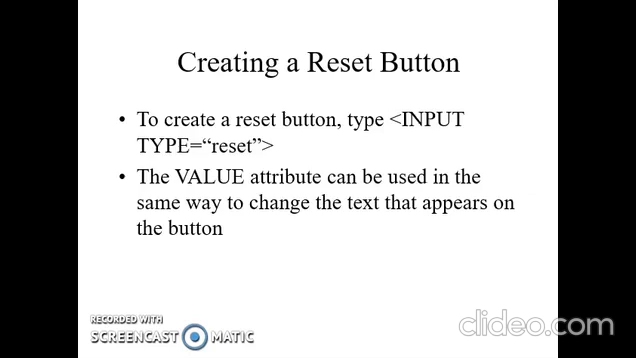 Creating a Reset Button
• To create a reset button, type <INPUT
TYPE=“reset”>
• The VALUE attribute can be used in the
same way to change the text that appears on
the button
RECORDED WITH
SCREENCAST MATIC
clideo.com